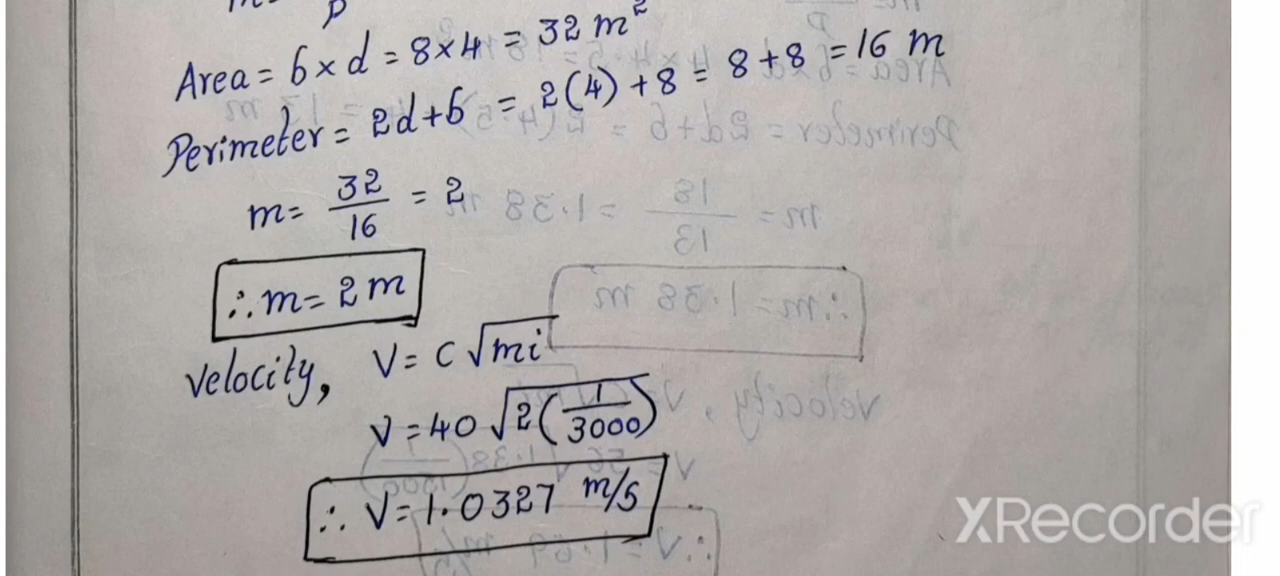 Area = b × d = 8×4 = 32 m²
Perimeter = 2d+b = 2(4)+8 = 8+8 = 16 m
m = 32/16 = 2
∴ m = 2 m
Velocity, V = C √mi
V = 40 √2(1/3000)
∴ V = 1.0327 m/s
XRecorder